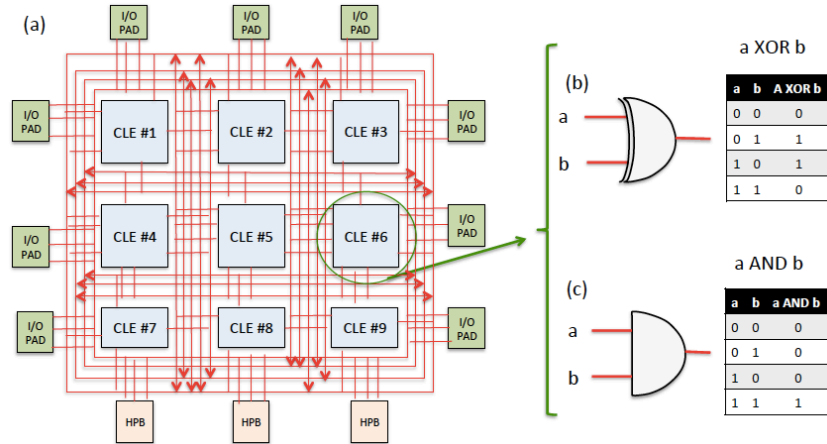 (a)
I/O
PAD
I/O
PAD
I/O
PAD
I/O
PAD
CLE #1
CLE #2
CLE #3
I/O
PAD
I/O
PAD
CLE #4
CLE #5
CLE #6
I/O
PAD
I/O
PAD
CLE #7
CLE #8
CLE #9
I/O
PAD
HPB
HPB
HPB
a XOR b
(b)
a
b
a b A XOR b
0 0 0
0 1 1
1 0 1
1 1 0
a AND b
(c)
a
b
a b a AND b
0 0 0
0 1 0
1 0 0
1 1 1